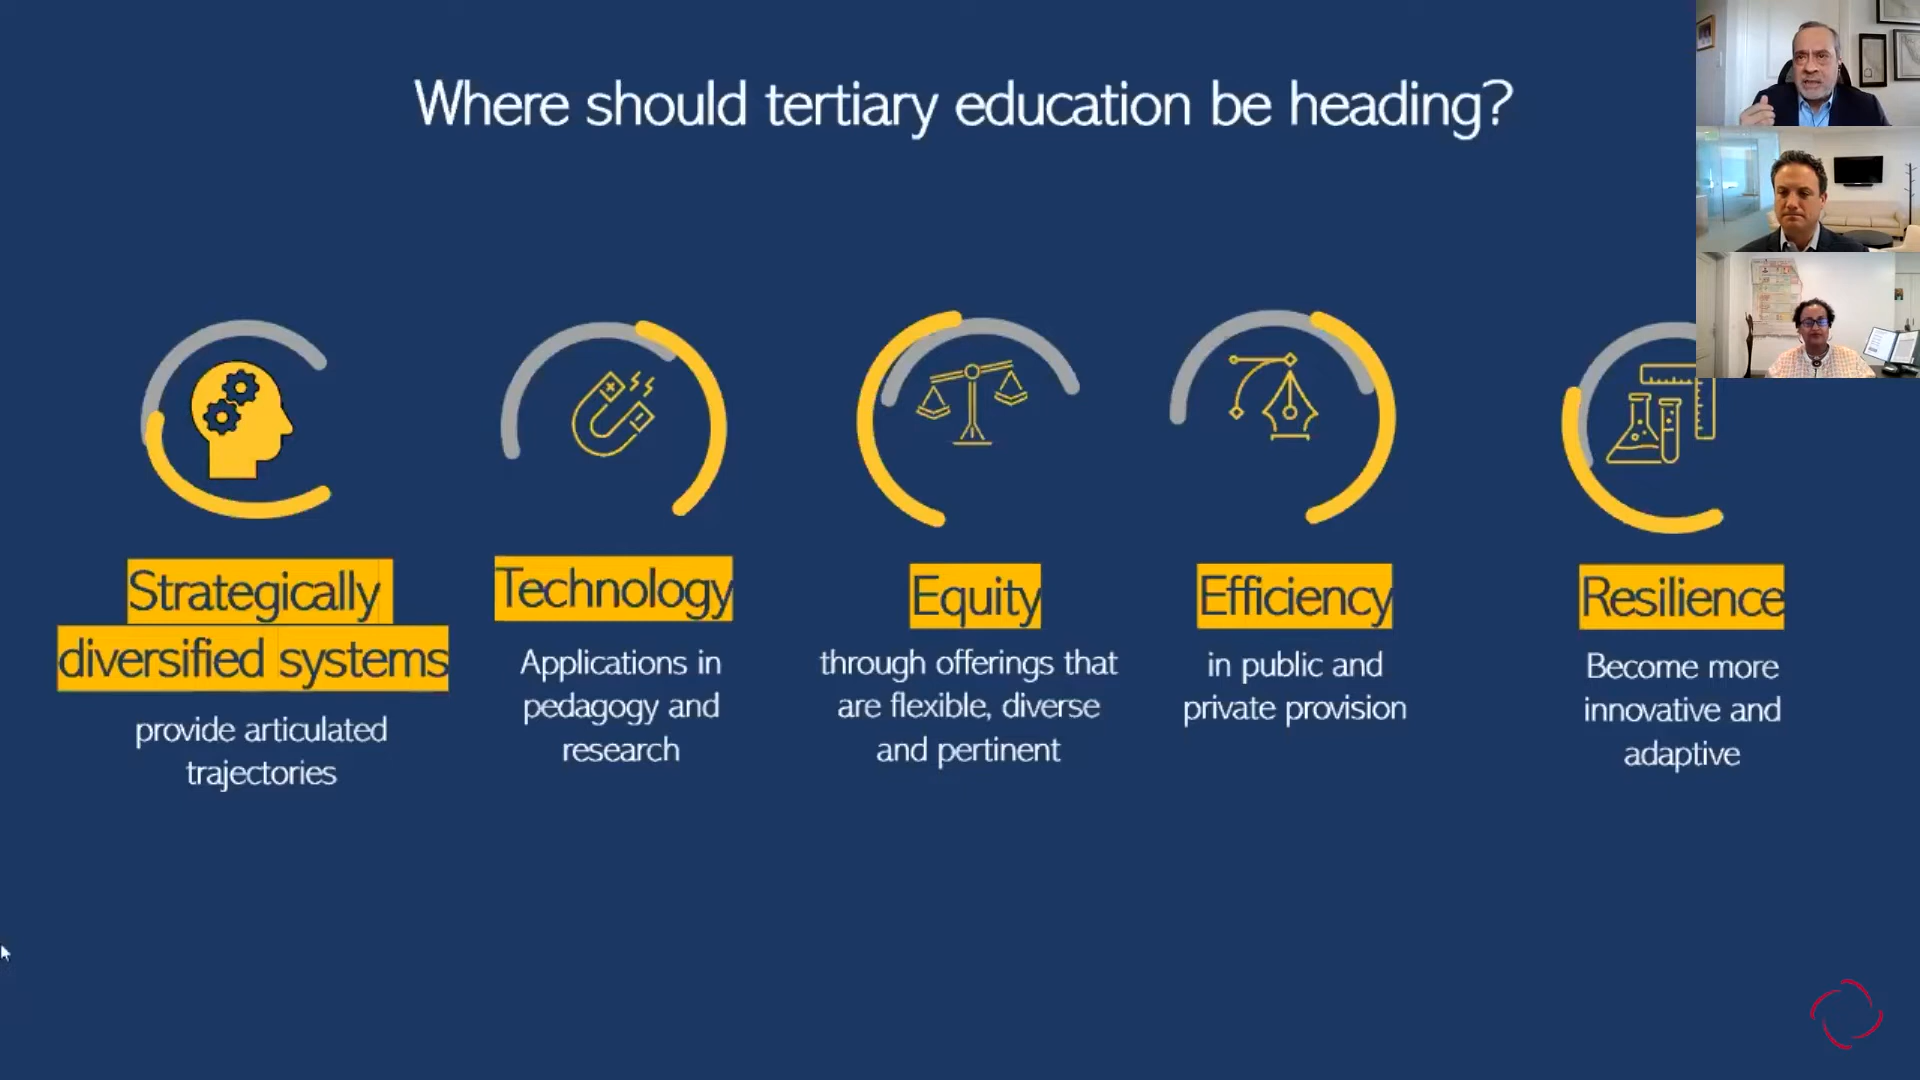 Where should tertiary education be heading?
Strategically
diversified systems
provide articulated
trajectories
Technology
Applications in
pedagogy and
research
Equity
through offerings that
are flexible, diverse
and pertinent
Efficiency
in public and
private provision
Resilience
Become more
innovative and
adaptive